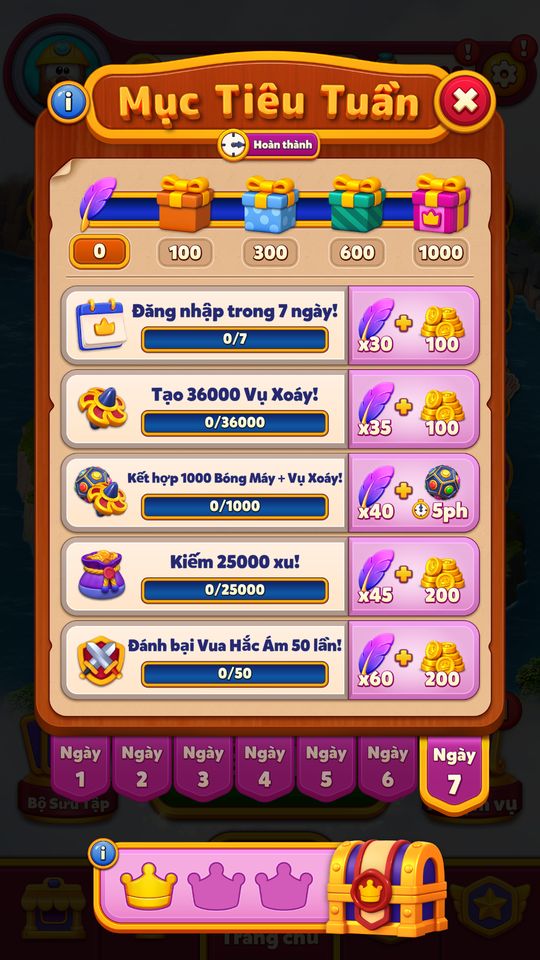 Mục Tiêu Tuần
Hoàn thành
0
100
300
600
1000
Đăng nhập trong 7 ngày!
0/7
x30 + 100
Tạo 36000 Vụ Xoáy!
0/36000
x35 + 100
Kết hợp 1000 Bóng Máy + Vụ Xoáy!
0/1000
x40 + 5ph
Kiếm 25000 xu!
0/25000
x45 + 200
Đánh bại Vua Hắc Ám 50 lần!
0/50
x60 + 200
Ngày 1
Ngày 2
Ngày 3
Ngày 4
Ngày 5
Ngày 6
Ngày 7
Bộ Sưu Tập
vụ
Trang chủ